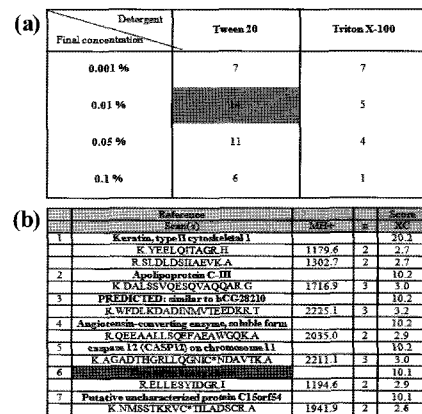 (a)
Detergent
Final concentration
Tween 20
Triton X-100
0.001 %
7
7
0.01 %
5
0.05 %
11
4
0.1 %
6
1
(b)
Reference
Score
Scan(s)
MH+
z
XC
1
Keratin, type II cytoskeletal 1
20.2
K.YEELQITAGR.H
1179.6
2
2.7
R.SLDLDSIIAEVK.A
1302.7
2
2.7
2
Apolipoprotein C-III
10.2
K.DALSSVQESQVAQQAR.G
1716.9
3
3.0
3
PREDICTED: similar to hCG28210
10.2
R.WFDLKDADINMVTEEDKR.T
2225.1
3
3.2
4
Angiotensin-converting enzyme, soluble form
10.2
R.QEEAALLSQEFAEAWGQK.A
2035.0
2
2.9
5
caspase 12 (CASP12) on chromosome 11
10.2
K.AGADTHGRLLQGNIC*NDAVTK.A
2211.1
3
3.0
6
10.1
R.ELLESYIDGR.I
1194.6
2
2.9
7
Putative uncharacterized protein C15orf54
10.1
K.NMSSTKRVC*TILADSCR.A
1941.9
2
2.6